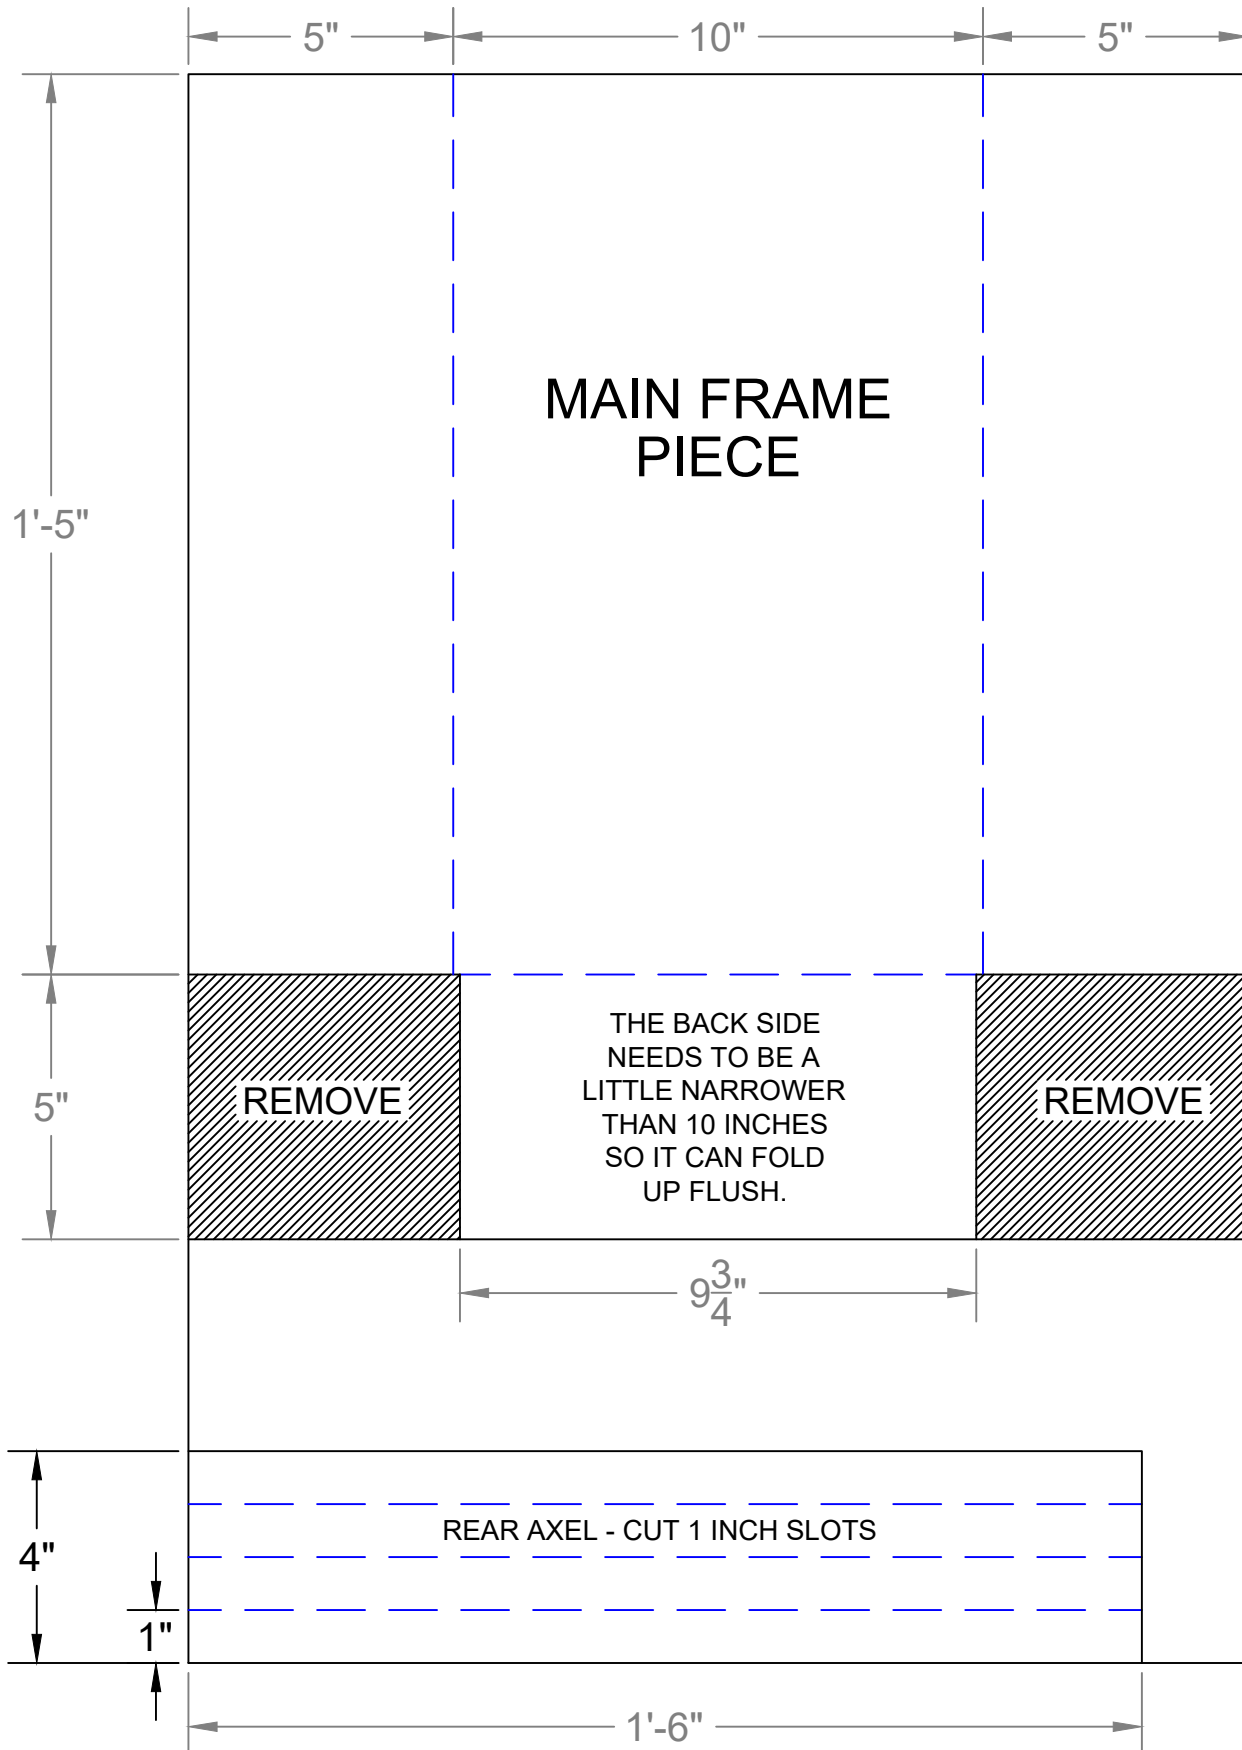 5" 10" 5"
MAIN FRAME
PIECE
1'-5"
THE BACK SIDE
NEEDS TO BE A
LITTLE NARROWER
THAN 10 INCHES
SO IT CAN FOLD
UP FLUSH.
5"
REMOVE
REMOVE
9 3/4"
REAR AXEL - CUT 1 INCH SLOTS
4"
1"
1'-6"